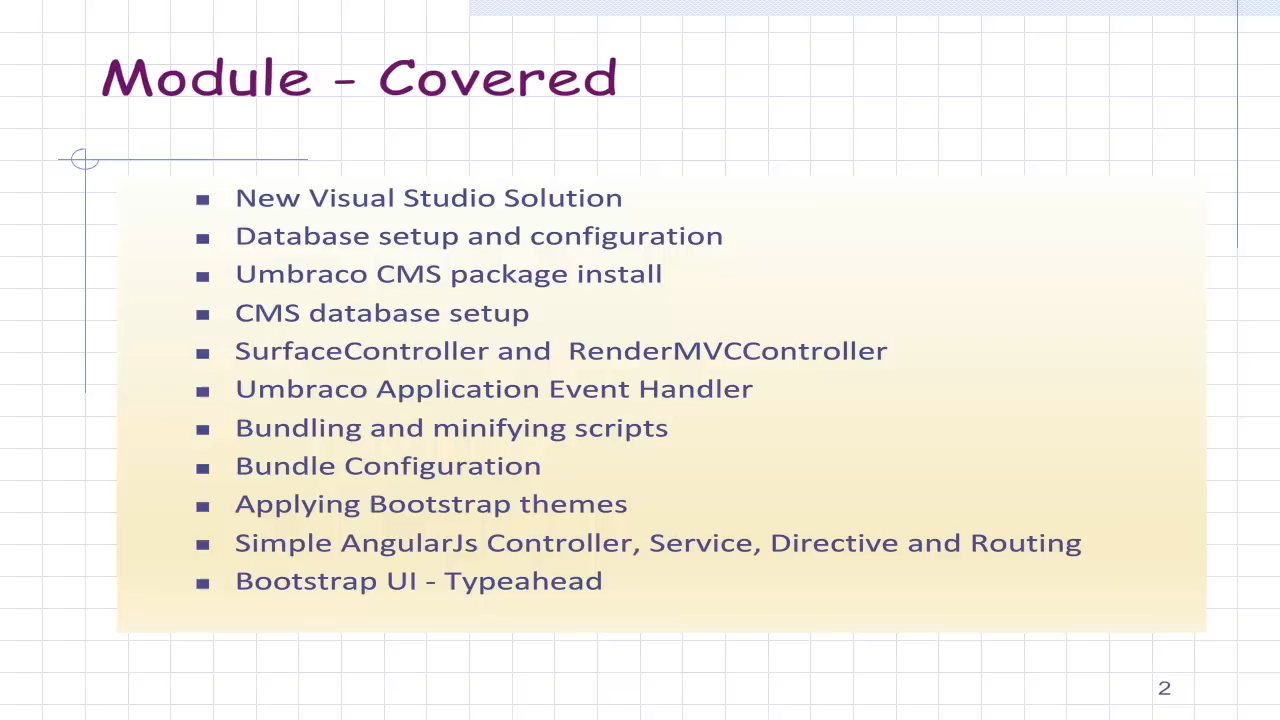 Module - Covered
New Visual Studio Solution
Database setup and configuration
Umbraco CMS package install
CMS database setup
SurfaceController and  RenderMVCController
Umbraco Application Event Handler
Bundling and minifying scripts
Bundle Configuration
Applying Bootstrap themes
Simple AngularJs Controller, Service, Directive and Routing
Bootstrap UI - Typeahead
2